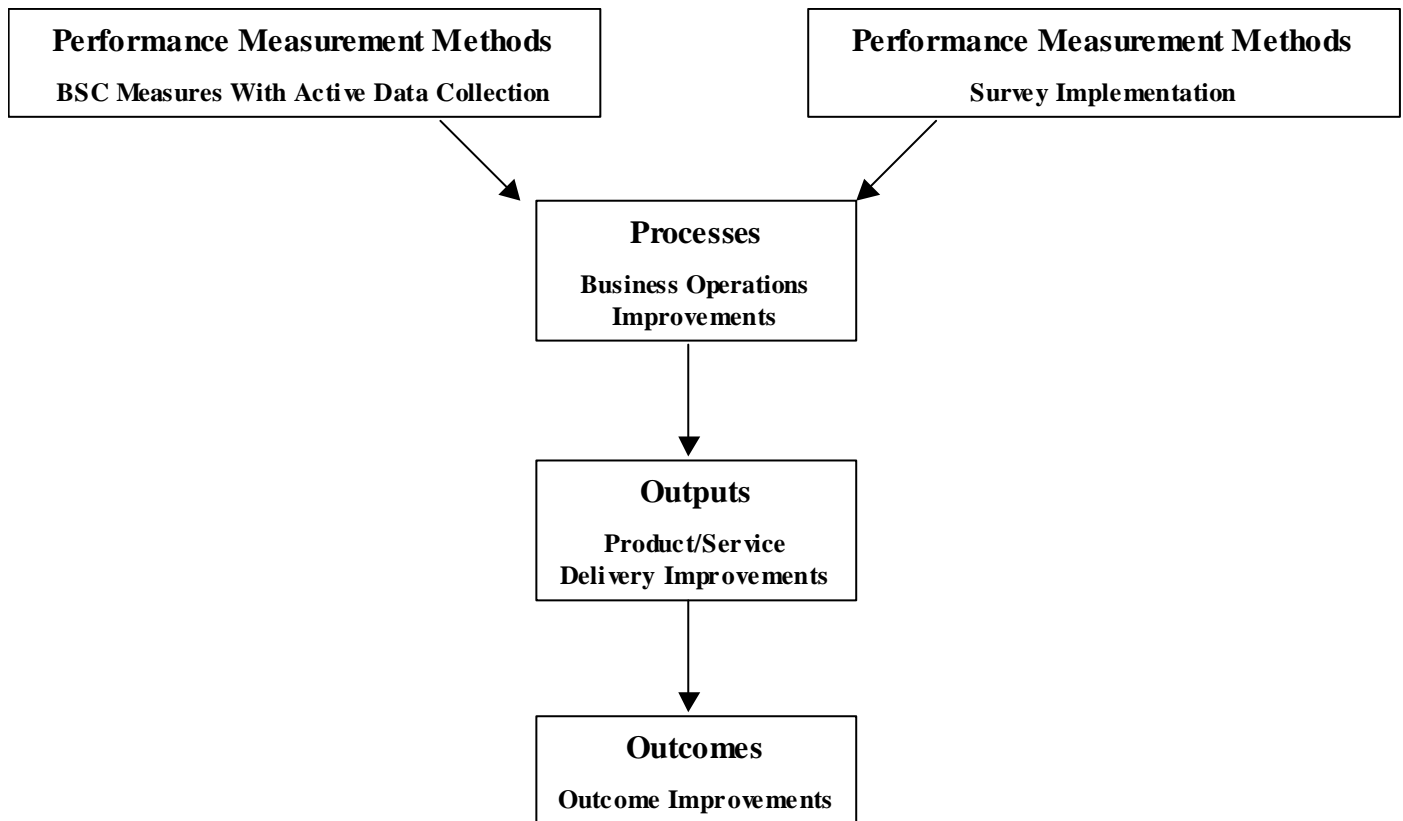 Performance Measurement Methods
BSC Measures With Active Data Collection
Performance Measurement Methods
Survey Implementation
Processes
Business Operations
Improvements
Outputs
Product/Service
Delivery Improvements
Outcomes
Outcome Improvements